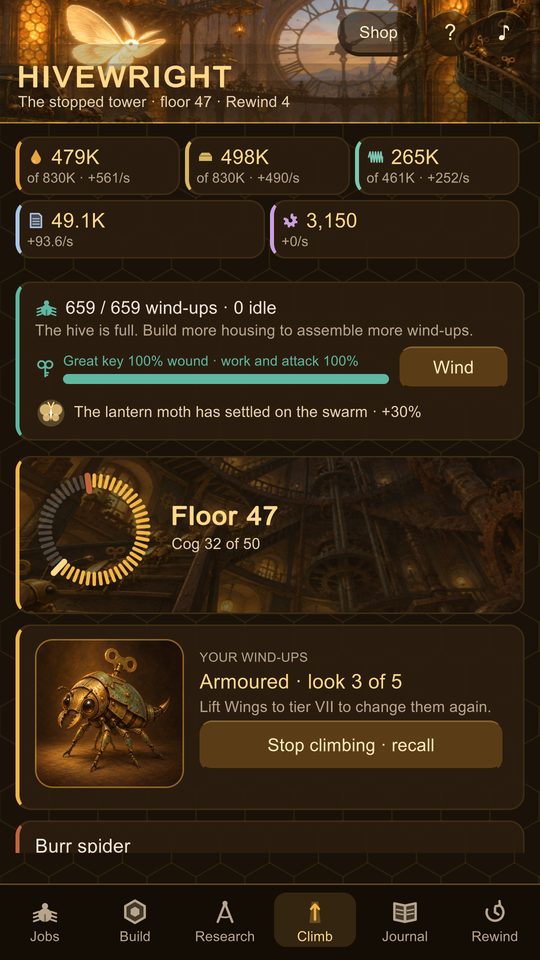 Shop
?
HIVEWRIGHT
The stopped tower · floor 47 · Rewind 4
479K
of 830K · +561/s
498K
of 830K · +490/s
265K
of 461K · +252/s
49.1K
+93.6/s
3,150
+0/s
659 / 659 wind-ups · 0 idle
The hive is full. Build more housing to assemble more wind-ups.
Great key 100% wound · work and attack 100%
Wind
The lantern moth has settled on the swarm · +30%
Floor 47
Cog 32 of 50
YOUR WIND-UPS
Armoured · look 3 of 5
Lift Wings to tier VII to change them again.
Stop climbing · recall
Burr spider
Jobs
Build
Research
Climb
Journal
Rewind